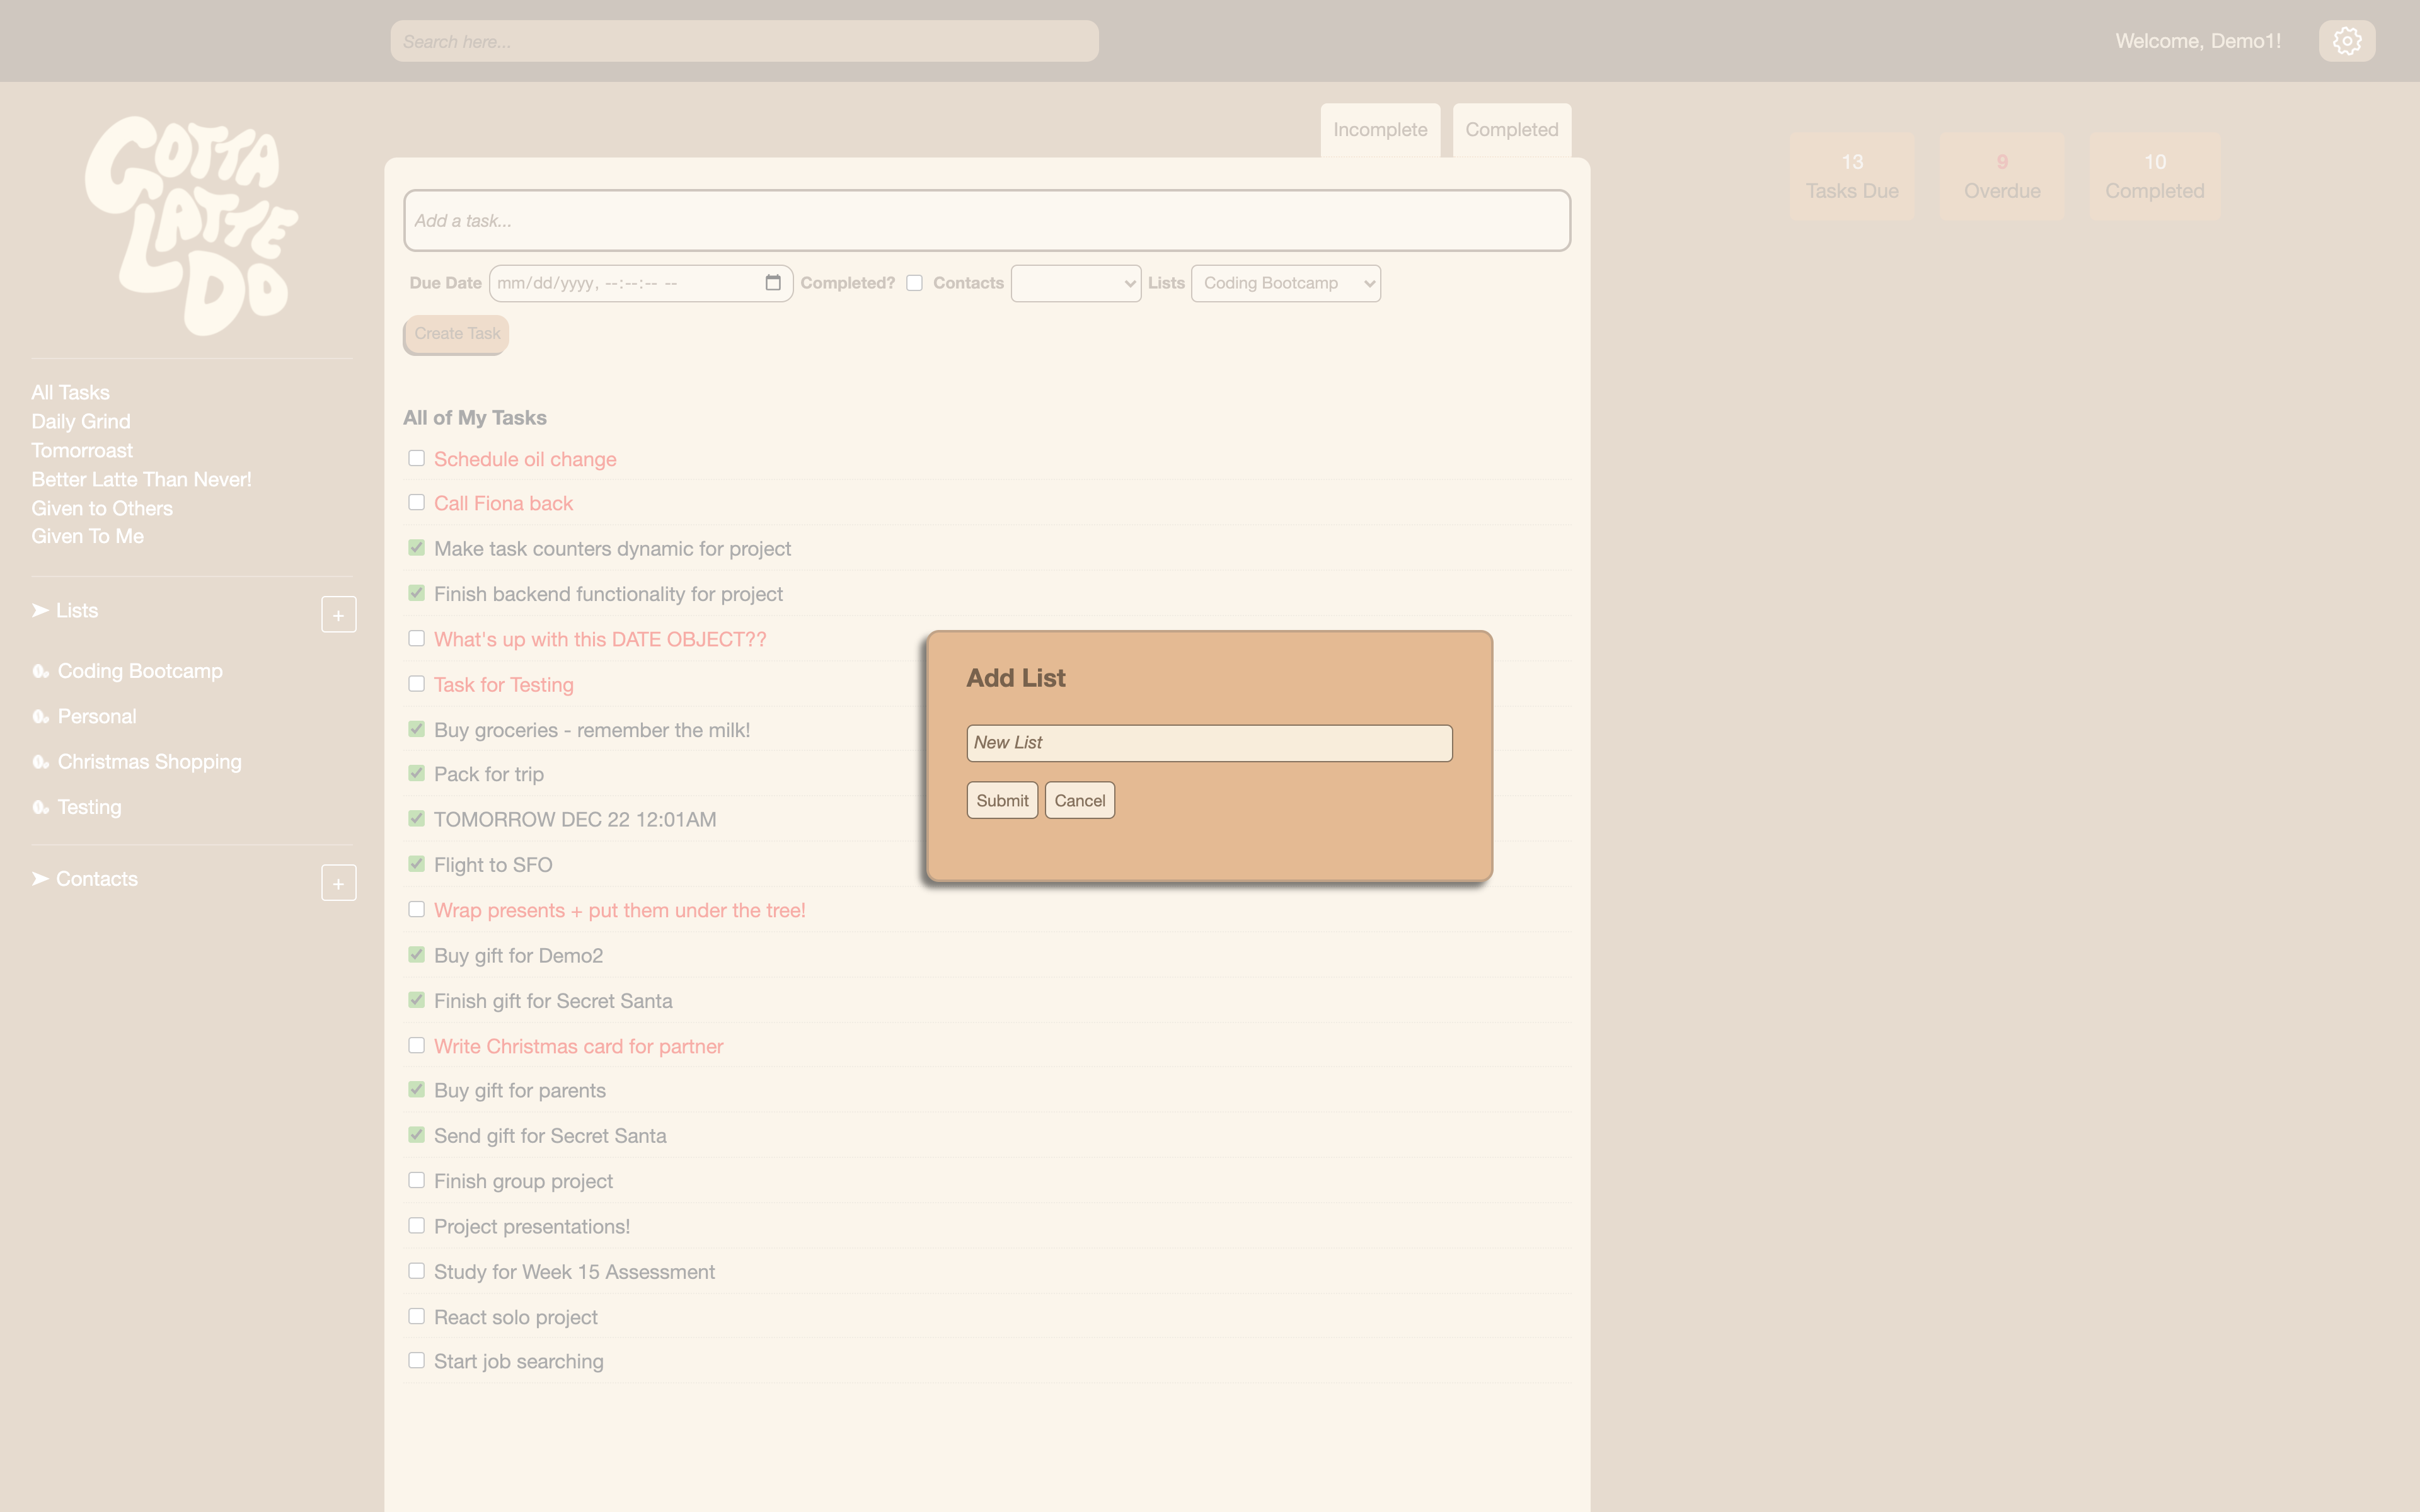 Search here...
Welcome, Demo1!
GOTTA
LATTE
DO
All Tasks
Daily Grind
Tomorroast
Better Latte Than Never!
Given to Others
Given To Me
Lists
+
Coding Bootcamp
Personal
Christmas Shopping
Testing
Contacts
+
Incomplete
Completed
Add a task...
Due Date mm/dd/yyyy, --:--:-- -- Completed? Contacts Lists Coding Bootcamp
Create Task
All of My Tasks
Schedule oil change
Call Fiona back
Make task counters dynamic for project
Finish backend functionality for project
What's up with this DATE OBJECT??
Task for Testing
Buy groceries - remember the milk!
Pack for trip
TOMORROW DEC 22 12:01AM
Flight to SFO
Wrap presents + put them under the tree!
Buy gift for Demo2
Finish gift for Secret Santa
Write Christmas card for partner
Buy gift for parents
Send gift for Secret Santa
Finish group project
Project presentations!
Study for Week 15 Assessment
React solo project
Start job searching
Add List
New List
Submit
Cancel
13
Tasks Due
9
Overdue
10
Completed